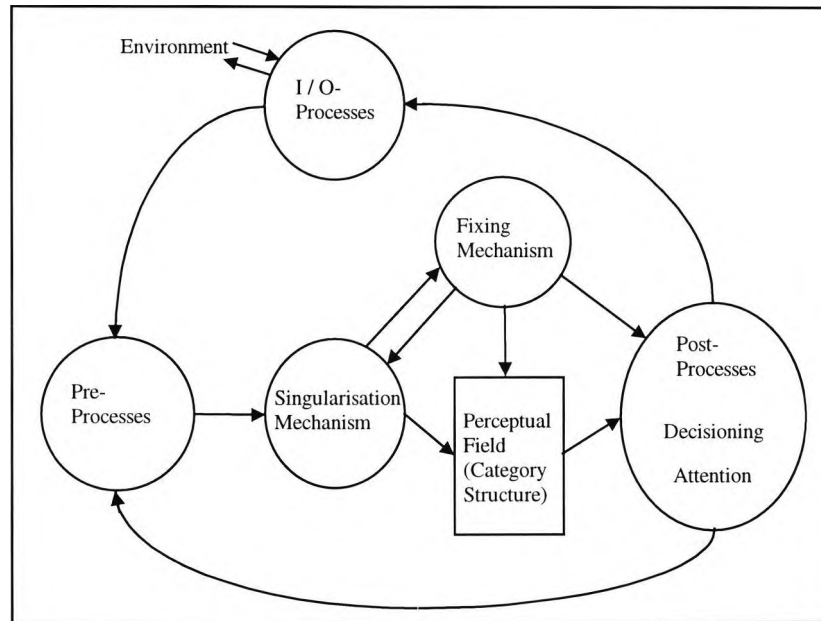 Environment
I / O-
Processes
Fixing
Mechanism
Pre-
Processes
Singularisation
Mechanism
Perceptual
Field
(Category
Structure)
Post-
Processes
Decisioning
Attention